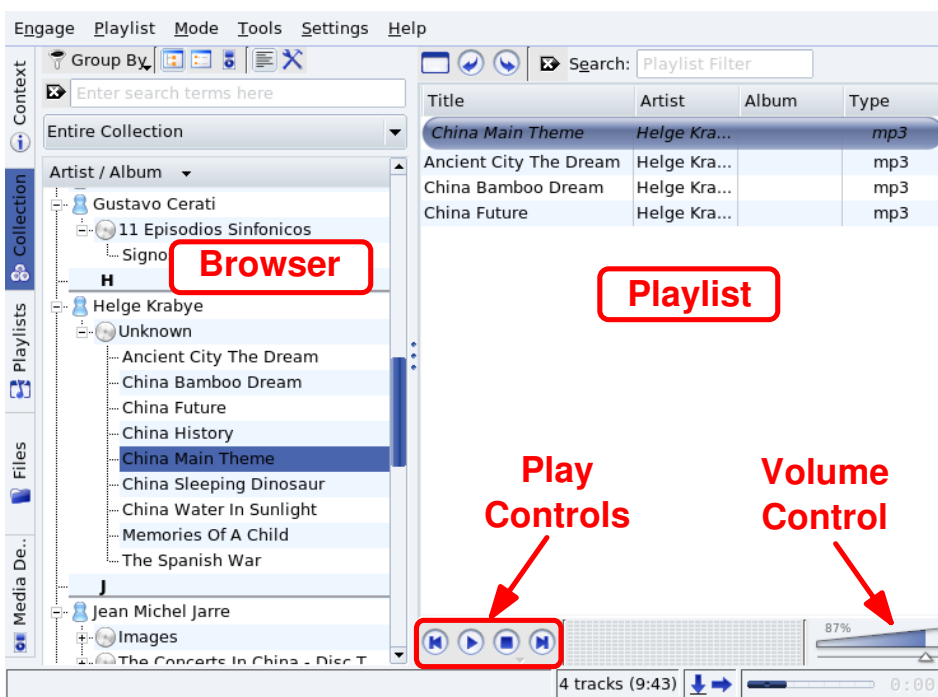 Engage Playlist Mode Tools Settings Help
Group By
Search: Playlist Filter
Enter search terms here
Entire Collection
Artist / Album
Gustavo Cerati
11 Episodios Sinfonicos
Signo
H
Helge Krabye
Unknown
Ancient City The Dream
China Bamboo Dream
China Future
China History
China Main Theme
China Sleeping Dinosaur
China Water In Sunlight
Memories Of A Child
The Spanish War
J
Jean Michel Jarre
Images
The Concerts In China - Disc T
Context
Collection
Playlists
Files
Media De..
Title Artist Album Type
China Main Theme Helge Kra... mp3
Ancient City The Dream Helge Kra... mp3
China Bamboo Dream Helge Kra... mp3
China Future Helge Kra... mp3
Browser
Playlist
Play
Controls
Volume
Control
87%
4 tracks (9:43)
0:00